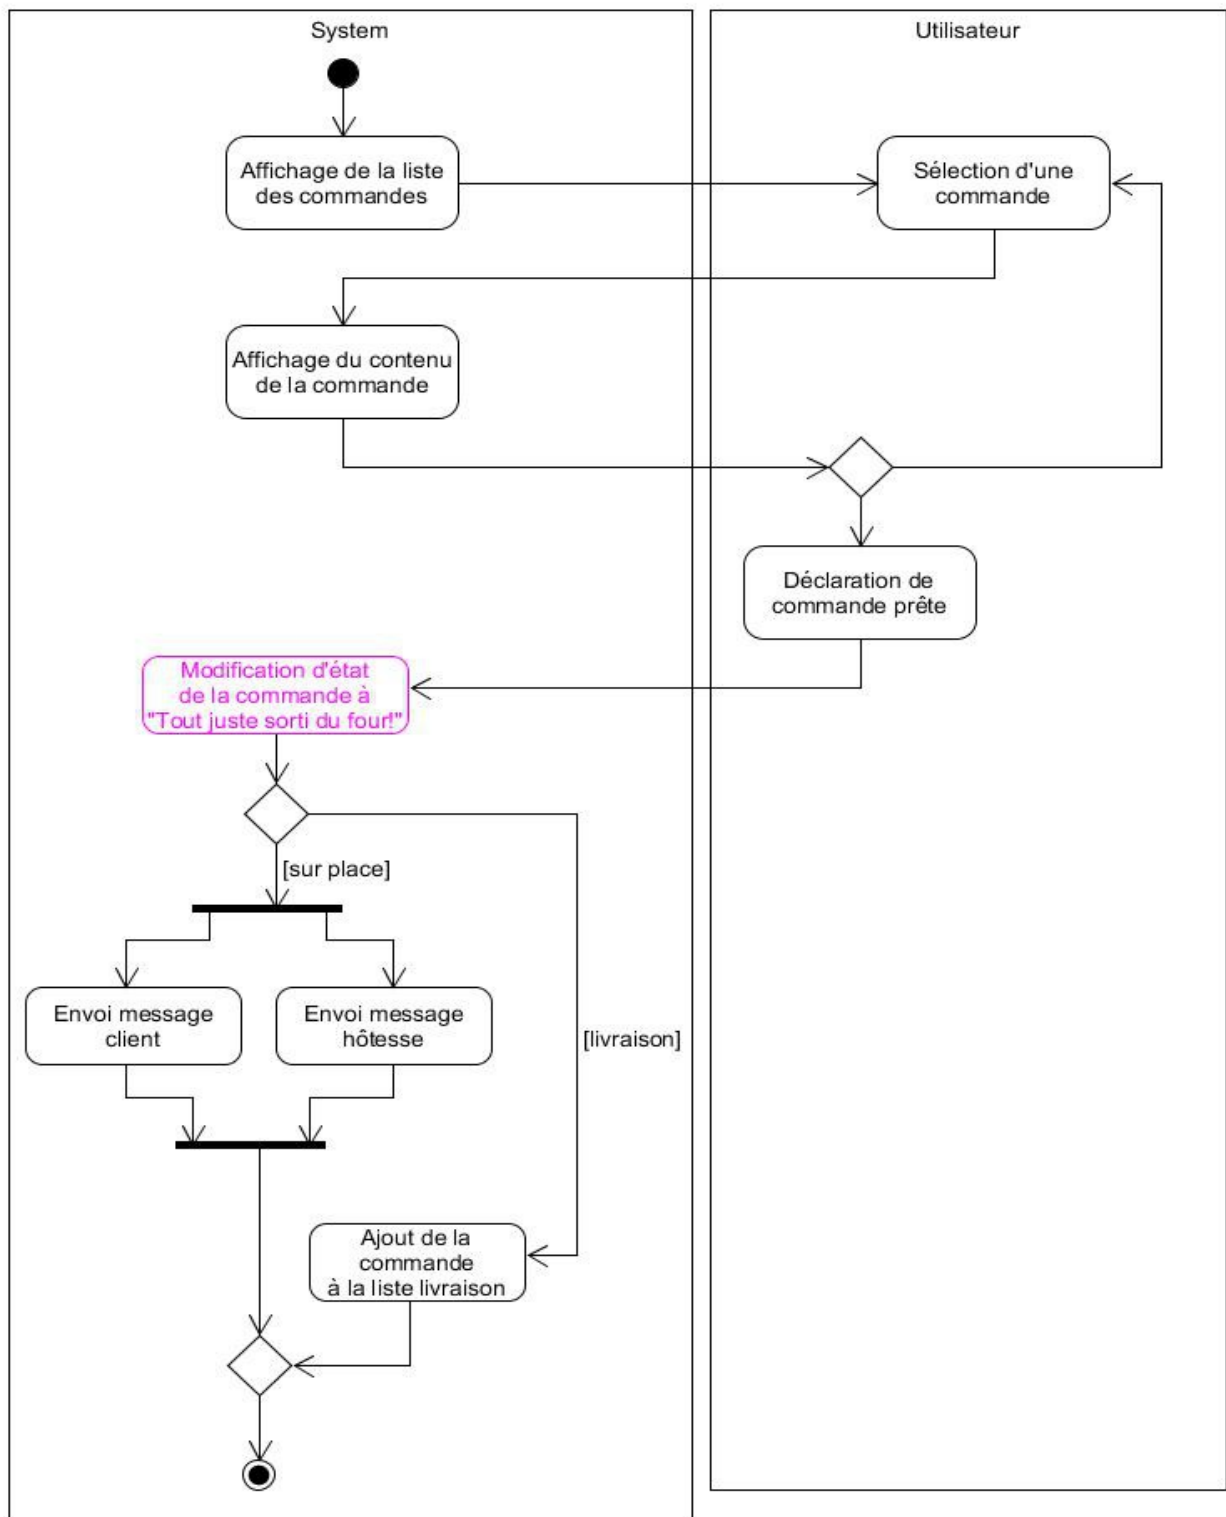 System
Utilisateur
Affichage de la liste
des commandes
Sélection d'une
commande
Affichage du contenu
de la commande
Déclaration de
commande prête
Modification d'état
de la commande à
"Tout juste sorti du four!"
[sur place]
Envoi message
client
Envoi message
hôtesse
[livraison]
Ajout de la
commande
à la liste livraison